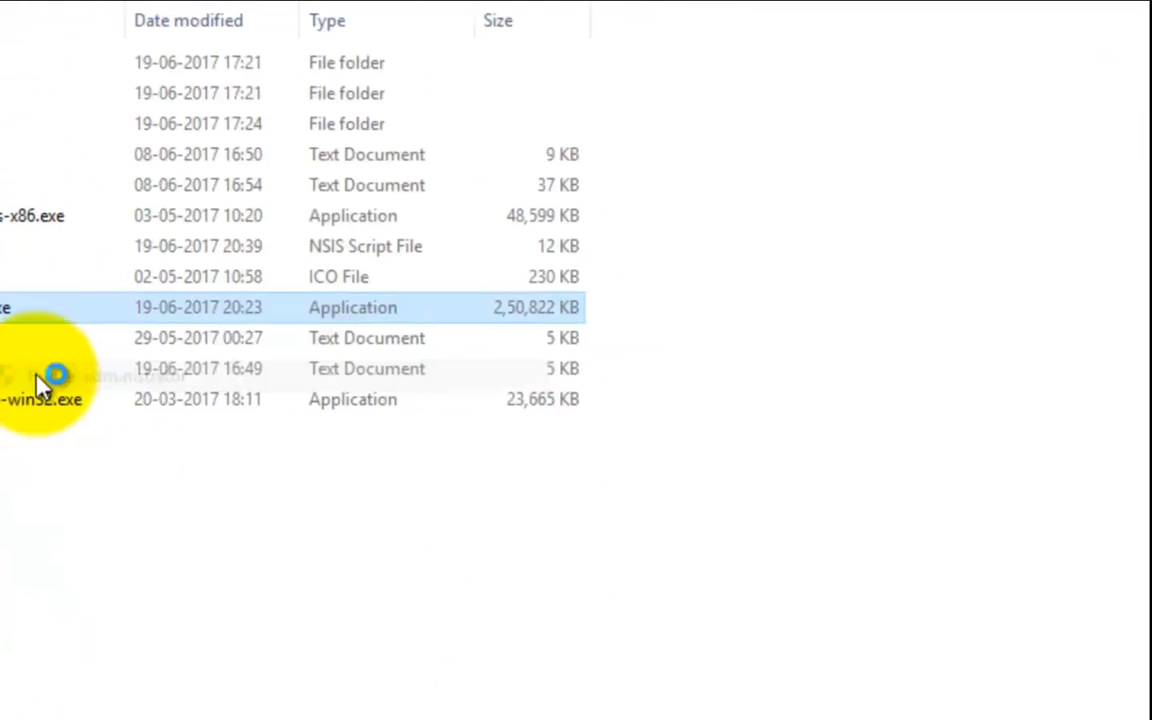 Date modified Type Size
19-06-2017 17:21 File folder
19-06-2017 17:21 File folder
19-06-2017 17:24 File folder
08-06-2017 16:50 Text Document 9 KB
08-06-2017 16:54 Text Document 37 KB
s-x86.exe 03-05-2017 10:20 Application 48,599 KB
19-06-2017 20:39 NSIS Script File 12 KB
02-05-2017 10:58 ICO File 230 KB
xe 19-06-2017 20:23 Application 2,50,822 KB
29-05-2017 00:27 Text Document 5 KB
19-06-2017 16:49 Text Document 5 KB
administrator
-win32.exe 20-03-2017 18:11 Application 23,665 KB